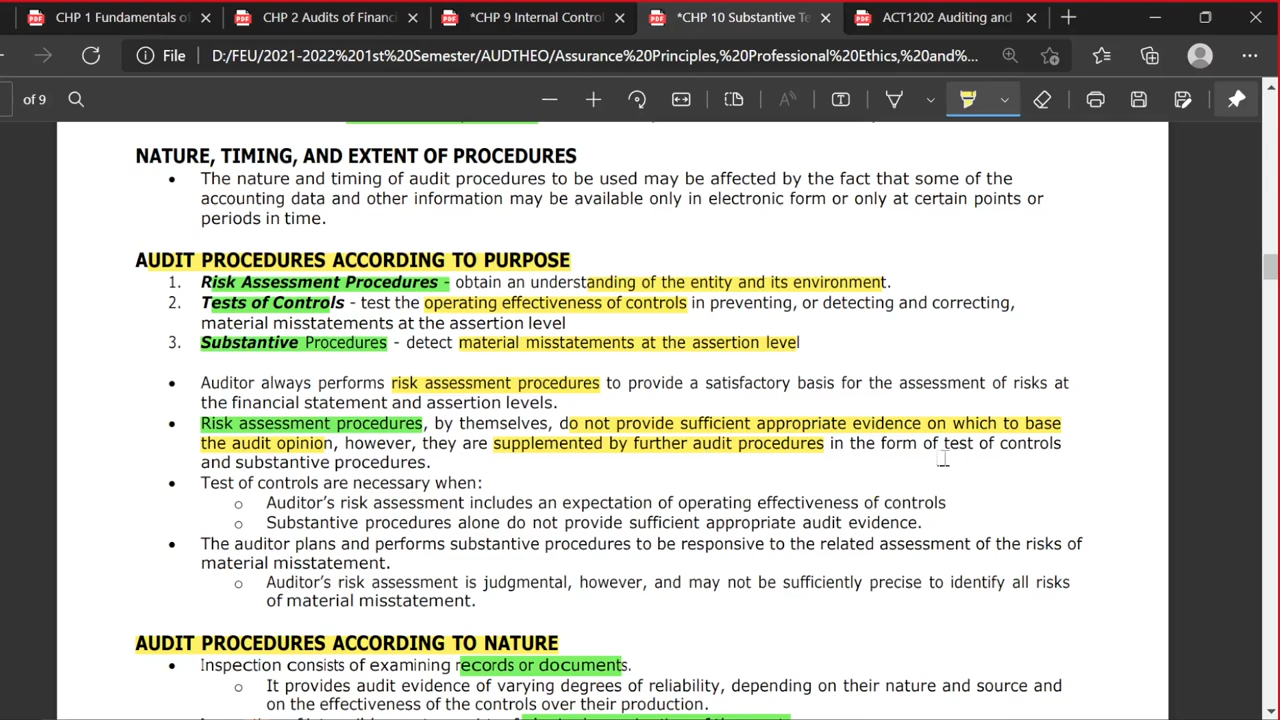 CHP 1 Fundamentals of
CHP 2 Audits of Financi
*CHP 9 Internal Control
*CHP 10 Substantive Te
ACT1202 Auditing and
File
D:/FEU/2021-2022%201st%20Semester/AUDTHEO/Assurance%20Principles,%20Professional%20Ethics,%20and%...
of 9
NATURE, TIMING, AND EXTENT OF PROCEDURES
• The nature and timing of audit procedures to be used may be affected by the fact that some of the
accounting data and other information may be available only in electronic form or only at certain points or
periods in time.
AUDIT PROCEDURES ACCORDING TO PURPOSE
1. Risk Assessment Procedures - obtain an understanding of the entity and its environment.
2. Tests of Controls - test the operating effectiveness of controls in preventing, or detecting and correcting,
material misstatements at the assertion level
3. Substantive Procedures - detect material misstatements at the assertion level
• Auditor always performs risk assessment procedures to provide a satisfactory basis for the assessment of risks at
the financial statement and assertion levels.
• Risk assessment procedures, by themselves, do not provide sufficient appropriate evidence on which to base
the audit opinion, however, they are supplemented by further audit procedures in the form of test of controls
and substantive procedures.
• Test of controls are necessary when:
o Auditor's risk assessment includes an expectation of operating effectiveness of controls
o Substantive procedures alone do not provide sufficient appropriate audit evidence.
• The auditor plans and performs substantive procedures to be responsive to the related assessment of the risks of
material misstatement.
o Auditor's risk assessment is judgmental, however, and may not be sufficiently precise to identify all risks
of material misstatement.
AUDIT PROCEDURES ACCORDING TO NATURE
• Inspection consists of examining records or documents.
o It provides audit evidence of varying degrees of reliability, depending on their nature and source and
on the effectiveness of the controls over their production.